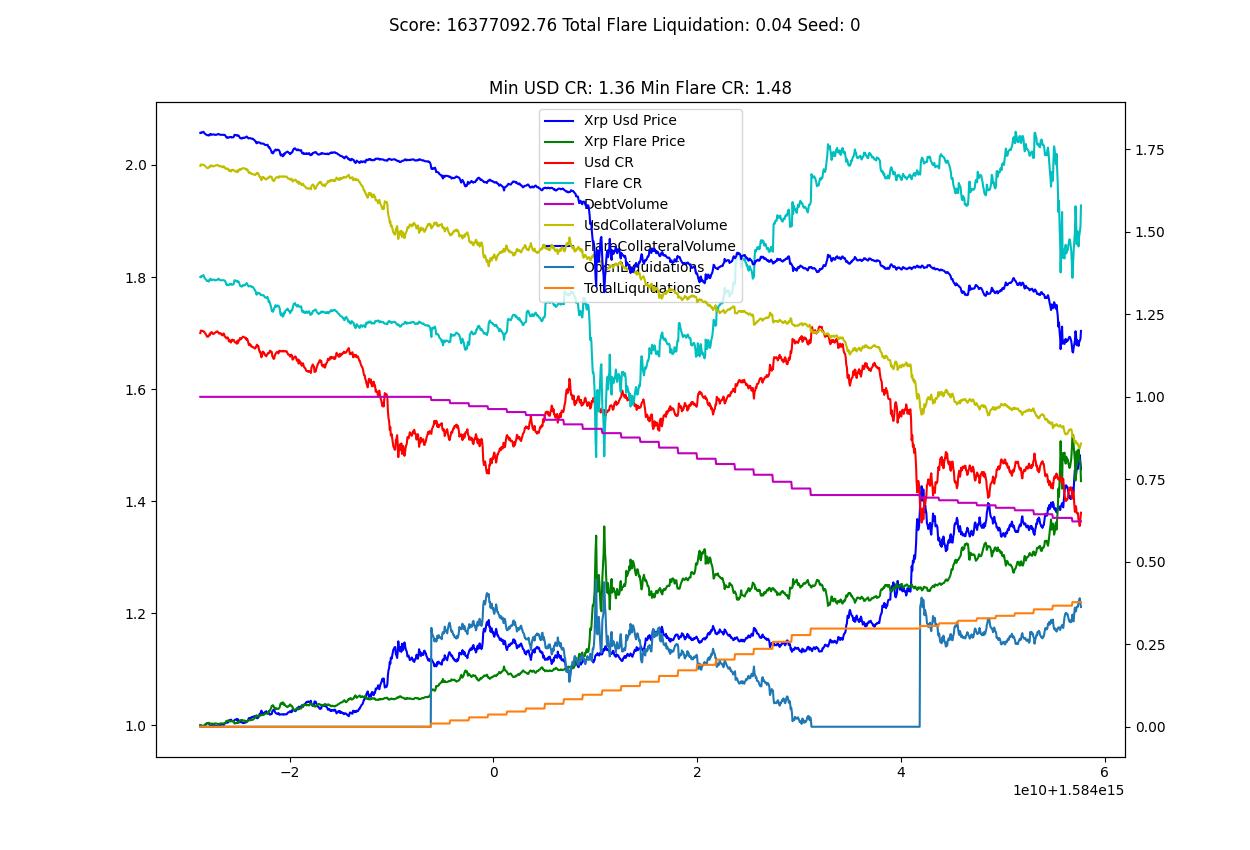 Score: 16377092.76 Total Flare Liquidation: 0.04 Seed: 0
Min USD CR: 1.36 Min Flare CR: 1.48
Xrp Usd Price
Xrp Flare Price
Usd CR
Flare CR
DebtVolume
UsdCollateralVolume
FlareCollateralVolume
OpenLiquidations
TotalLiquidations
2.0
1.8
1.6
1.4
1.2
1.0
1.75
1.50
1.25
1.00
0.75
0.50
0.25
0.00
−2 0 2 4 6
1e10+1.584e15